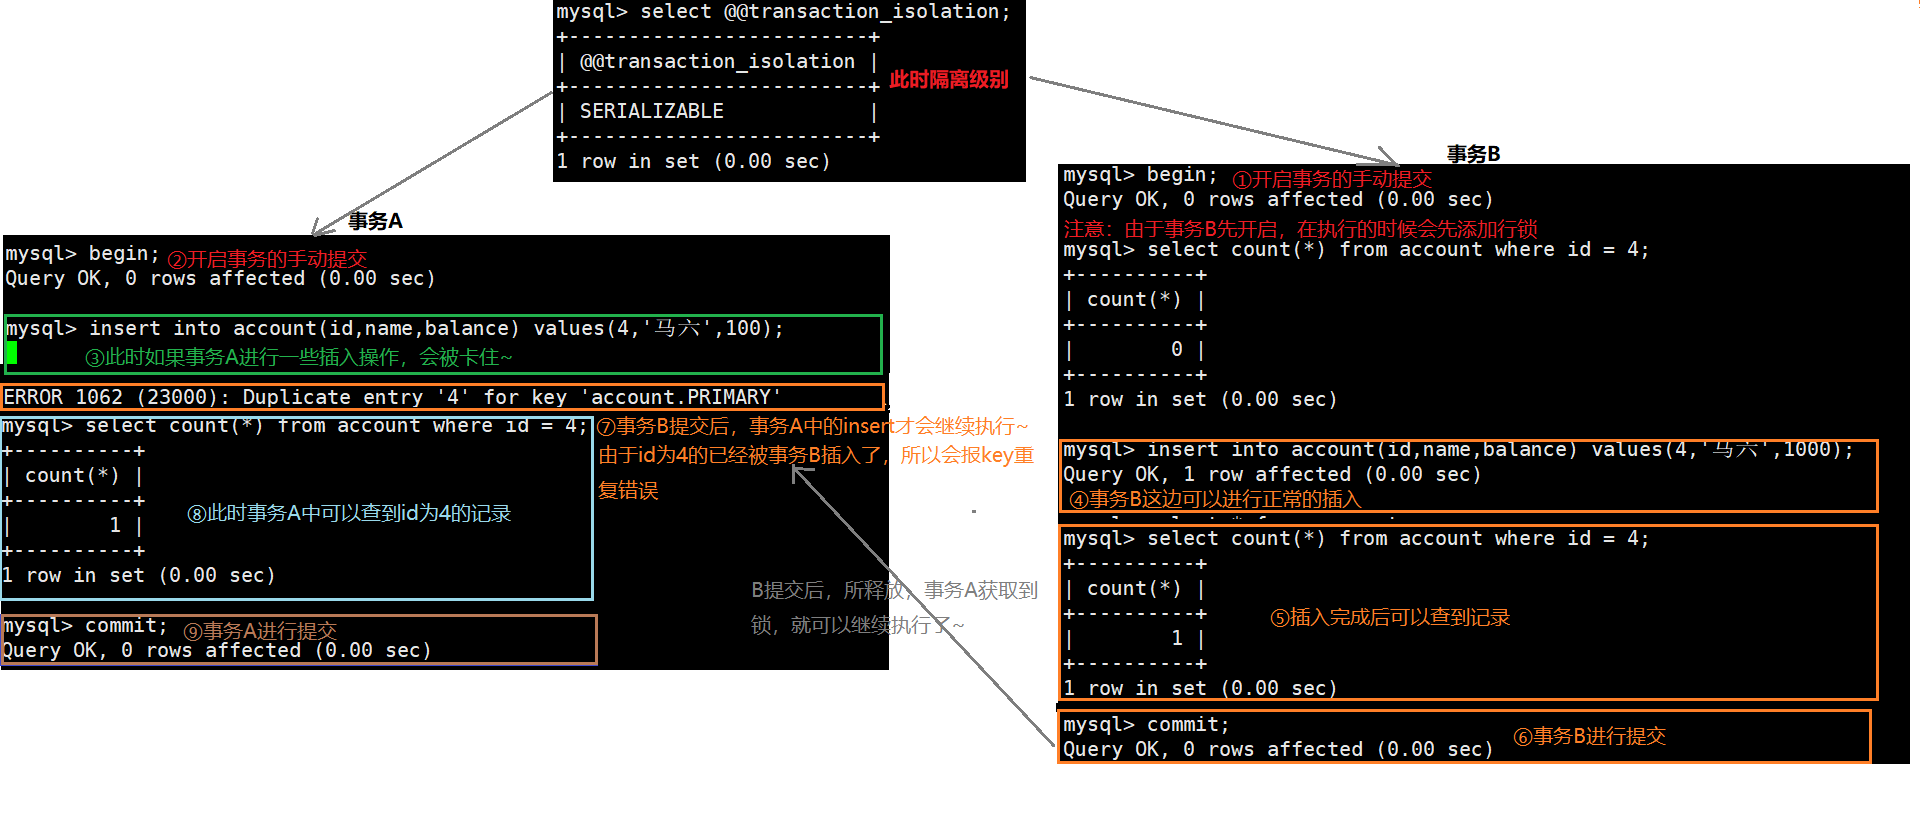 mysql> select @@transaction_isolation;
+-------------------------+
| @@transaction_isolation |
+-------------------------+
| SERIALIZABLE            |
+-------------------------+
1 row in set (0.00 sec)
此时隔离级别
事务A
mysql> begin; ②开启事务的手动提交
Query OK, 0 rows affected (0.00 sec)
mysql> insert into account(id,name,balance) values(4,'马六',100);
③此时如果事务A进行一些插入操作，会被卡住~
ERROR 1062 (23000): Duplicate entry '4' for key 'account.PRIMARY'
mysql> select count(*) from account where id = 4;
+----------+
| count(*) |
+----------+
|        1 |
+----------+
1 row in set (0.00 sec)
⑧此时事务A中可以查到id为4的记录
mysql> commit; ⑨事务A进行提交
Query OK, 0 rows affected (0.00 sec)
⑦事务B提交后，事务A中的insert才会继续执行~
由于id为4的已经被事务B插入了，所以会报key重
复错误
B提交后，所释放，事务A获取到
锁，就可以继续执行了~
事务B
mysql> begin; ①开启事务的手动提交
Query OK, 0 rows affected (0.00 sec)
注意：由于事务B先开启，在执行的时候会先添加行锁
mysql> select count(*) from account where id = 4;
+----------+
| count(*) |
+----------+
|        0 |
+----------+
1 row in set (0.00 sec)
mysql> insert into account(id,name,balance) values(4,'马六',1000);
Query OK, 1 row affected (0.00 sec)
④事务B这边可以进行正常的插入
mysql> select count(*) from account where id = 4;
+----------+
| count(*) |
+----------+
|        1 |
+----------+
1 row in set (0.00 sec)
⑤插入完成后可以查到记录
mysql> commit;
Query OK, 0 rows affected (0.00 sec)
⑥事务B进行提交